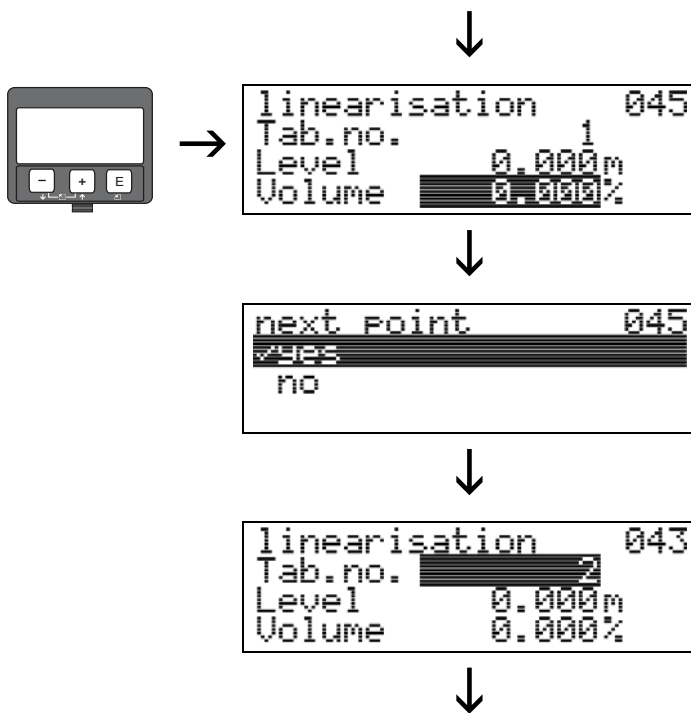 linearisation 045
Tab.no. 1
Level 0.000m
Volume 0.000%
- + E
next point 045
✓yes
no
linearisation 043
Tab.no. 2
Level 0.000m
Volume 0.000%